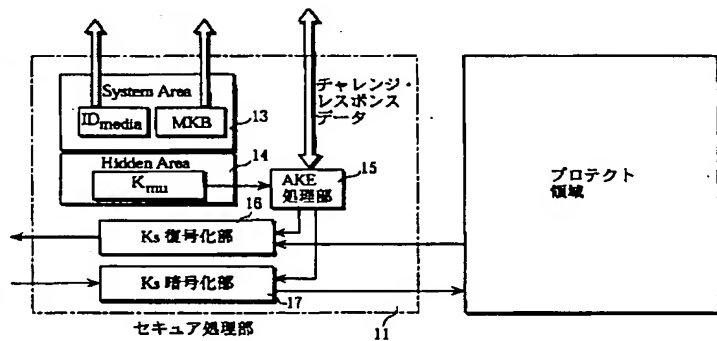 System Area
ID media
MKB
13
チャレンジ・
レスポンス
データ
Hidden Area
14
Kmu
15
AKE
処理部
プロテクト
領域
16
Ks 復号化部
Ks 暗号化部
17
11
セキュア処理部